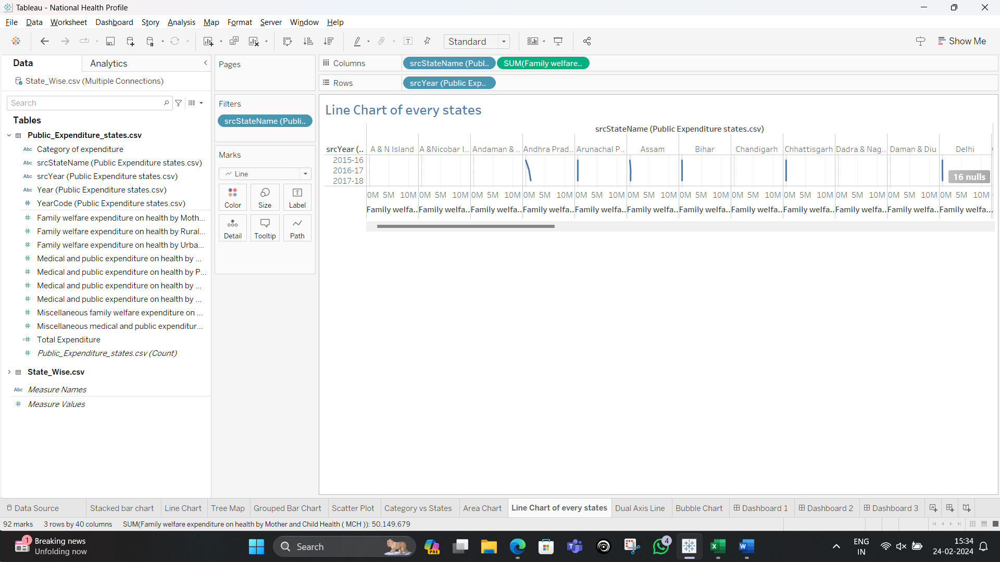 Tableau - National Health Profile
File Data Worksheet Dashboard Story Analysis Map Format Server Window Help
Standard
Show Me
Data
Analytics
State_Wise.csv (Multiple Connections)
Search
Tables
Public_Expenditure_states.csv
Abc Category of expenditure
Abc srcStateName (Public Expenditure states.csv)
Abc srcYear (Public Expenditure states.csv)
Abc Year (Public Expenditure states.csv)
# YearCode (Public Expenditure states.csv)
# Family welfare expenditure on health by Moth...
# Family welfare expenditure on health by Rural...
# Family welfare expenditure on health by Urba...
# Medical and public expenditure on health by ...
# Medical and public expenditure on health by P...
# Medical and public expenditure on health by ...
# Medical and public expenditure on health by ...
# Miscellaneous family welfare expenditure on ...
# Miscellaneous medical and public expenditur...
=# Total Expenditure
# Public_Expenditure_states.csv (Count)
State_Wise.csv
Abc Measure Names
# Measure Values
Pages
Filters
srcStateName (Publi..
Marks
Line
Color Size Label
Detail Tooltip Path
Columns srcStateName (Publ.. SUM(Family welfare..
Rows srcYear (Public Exp..
Line Chart of every states
srcStateName (Public Expenditure states.csv)
srcYear (.. A & N Island A &Nicobar I.. Andaman & .. Andhra Prad.. Arunachal P.. Assam Bihar Chandigarh Chhattisgarh Dadra & Nag.. Daman & Diu Delhi
2015-16
2016-17
2017-18
16 nulls
0M 5M 10M 0M 5M 10M 0M 5M 10M 0M 5M 10M 0M 5M 10M 0M 5M 10M 0M 5M 10M 0M 5M 10M 0M 5M 10M 0M 5M 10M 0M 5M 10M 0M 5M 10M
Family welfa.. Family welfa.. Family welfa.. Family welfa.. Family welfa.. Family welfa.. Family welfa.. Family welfa.. Family welfa.. Family welfa.. Family welfa.. Family welfa...
Data Source Stacked bar chart Line Chart Tree Map Grouped Bar Chart Scatter Plot Category vs States Area Chart Line Chart of every states Dual Axis Line Bubble Chart Dashboard 1 Dashboard 2 Dashboard 3
92 marks 3 rows by 40 columns SUM(Family welfare expenditure on health by Mother and Child Health ( MCH )): 50,149,679
1
Breaking news
Unfolding now
Search
PRE
4
ENG
IN
15:34
24-02-2024